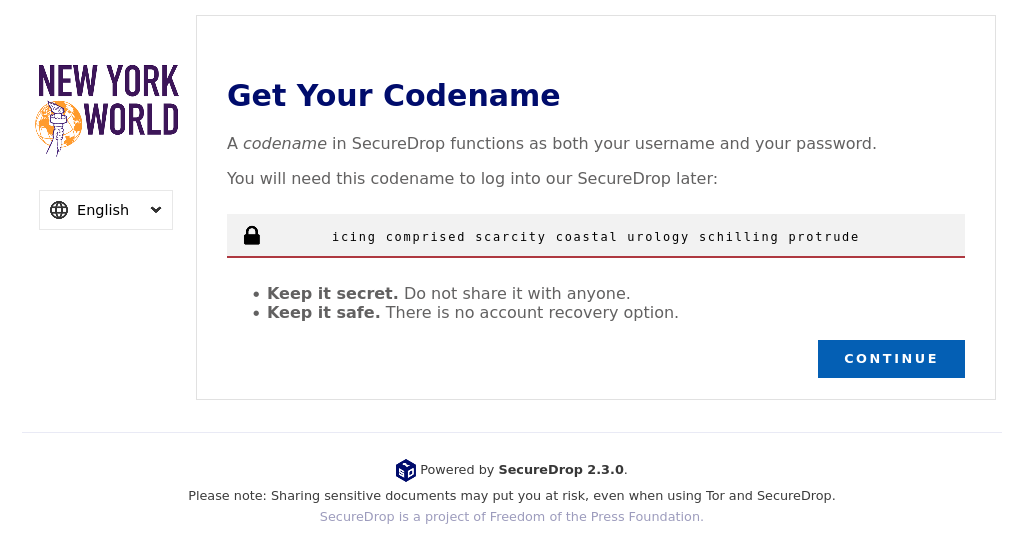 NEW YORK
WORLD
English
Get Your Codename
A codename in SecureDrop functions as both your username and your password.
You will need this codename to log into our SecureDrop later:
icing comprised scarcity coastal urology schilling protrude
• Keep it secret. Do not share it with anyone.
• Keep it safe. There is no account recovery option.
CONTINUE
Powered by SecureDrop 2.3.0.
Please note: Sharing sensitive documents may put you at risk, even when using Tor and SecureDrop.
SecureDrop is a project of Freedom of the Press Foundation.